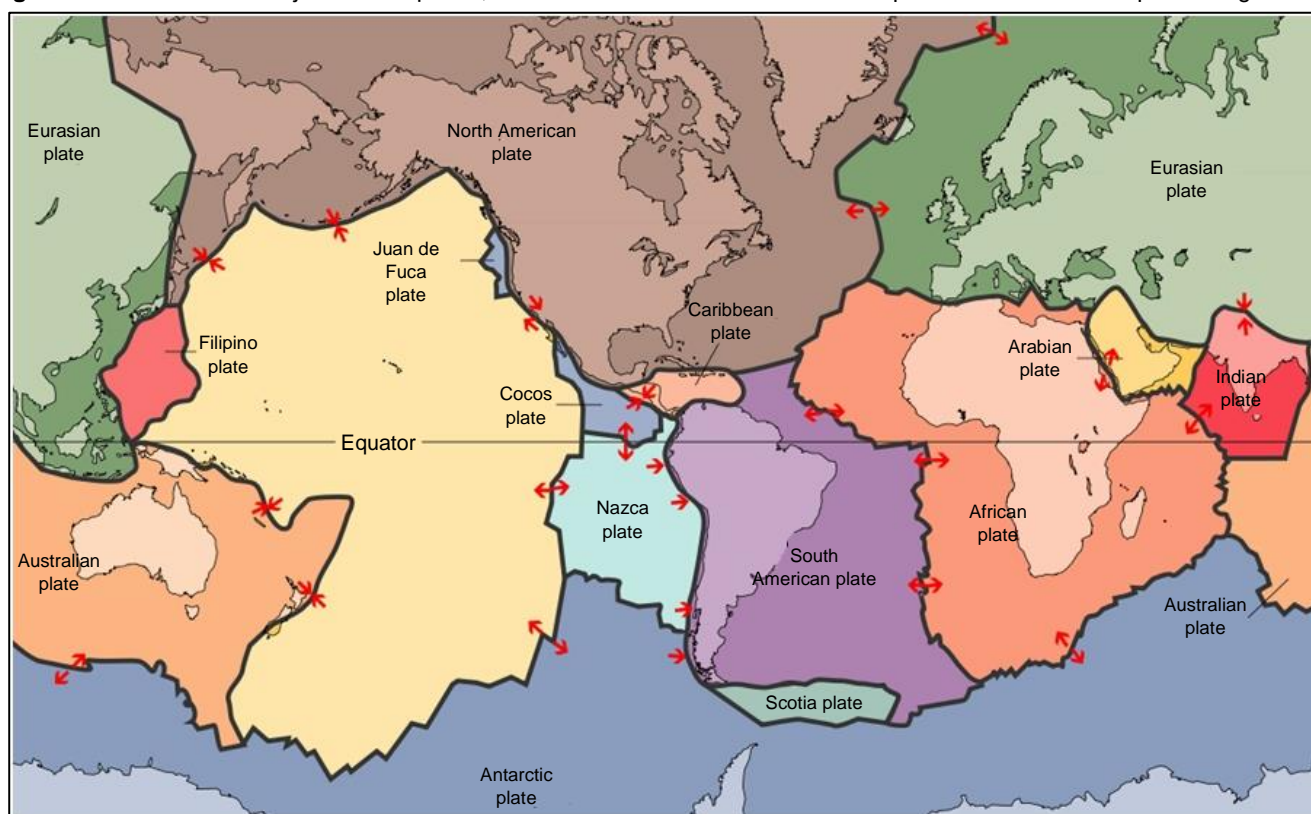 Eurasian
plate
North American
plate
Eurasian
plate
Juan de
Fuca
plate
Caribbean
plate
Filipino
plate
Arabian
plate
Indian
plate
Cocos
plate
Equator
Nazca
plate
African
plate
Australian
plate
South
American plate
Australian
plate
Scotia plate
Antarctic
plate